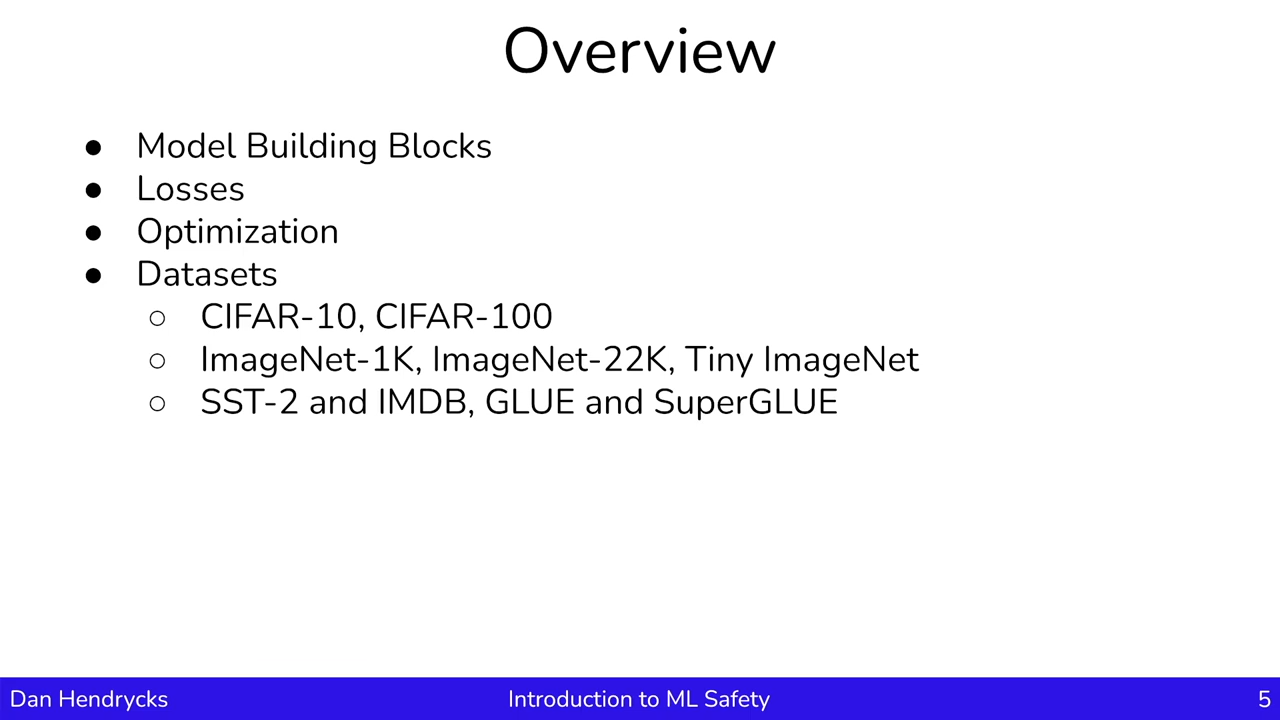 Overview
● Model Building Blocks
● Losses
● Optimization
● Datasets
○ CIFAR-10, CIFAR-100
○ ImageNet-1K, ImageNet-22K, Tiny ImageNet
○ SST-2 and IMDB, GLUE and SuperGLUE
Dan Hendrycks Introduction to ML Safety 5